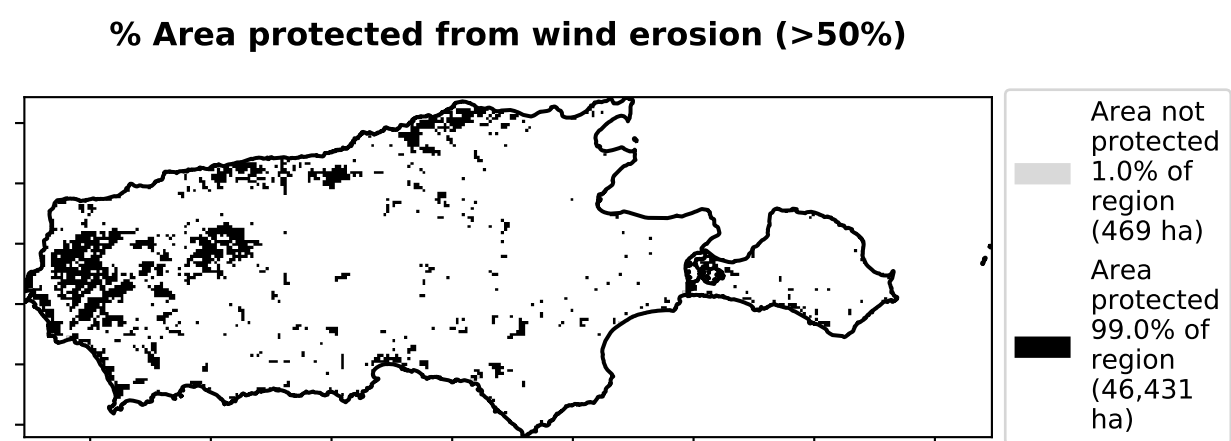 % Area protected from wind erosion (>50%)
Area not
protected
1.0% of
region
(469 ha)
Area
protected
99.0% of
region
(46,431
ha)